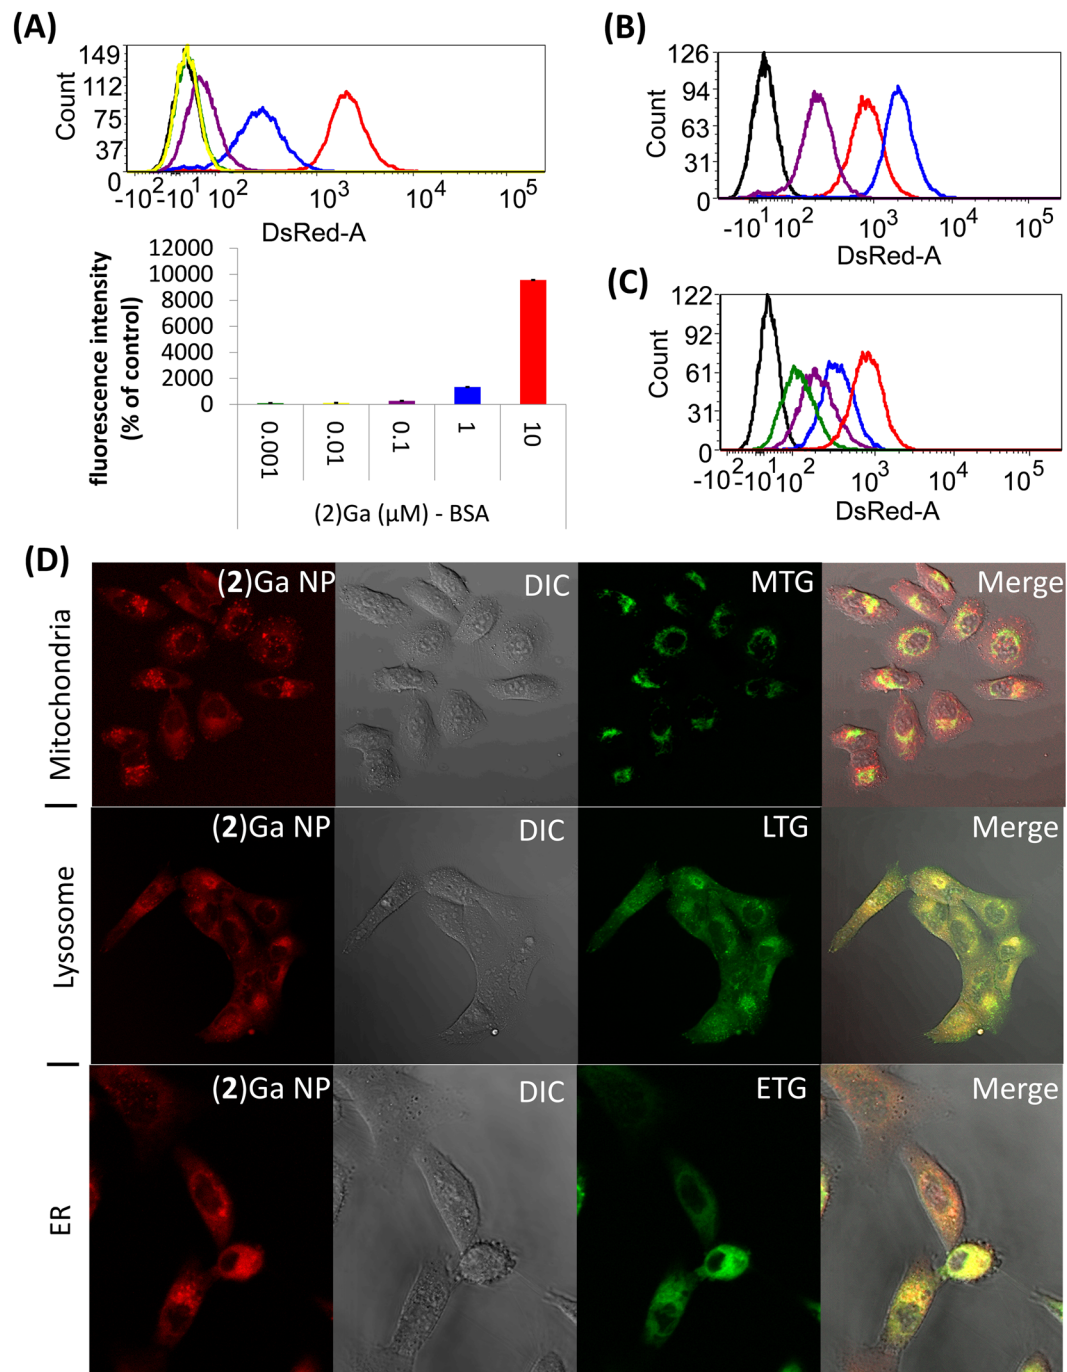 (A)
Count
149
112
75
37
0
-10² -10¹ 10² 10³ 10⁴ 10⁵
DsRed-A
fluorescence intensity
(% of control)
12000
10000
8000
6000
4000
2000
0
0.001 0.01 0.1 1 10
(2)Ga (µM) - BSA
(B)
Count
126
94
63
31
0
-10¹ 10² 10³ 10⁴ 10⁵
DsRed-A
(C)
Count
122
92
61
31
0
-10² -10¹ 10¹ 10² 10³ 10⁴ 10⁵
DsRed-A
(D)
Mitochondria
(2)Ga NP DIC MTG Merge
Lysosome
(2)Ga NP DIC LTG Merge
ER
(2)Ga NP DIC ETG Merge